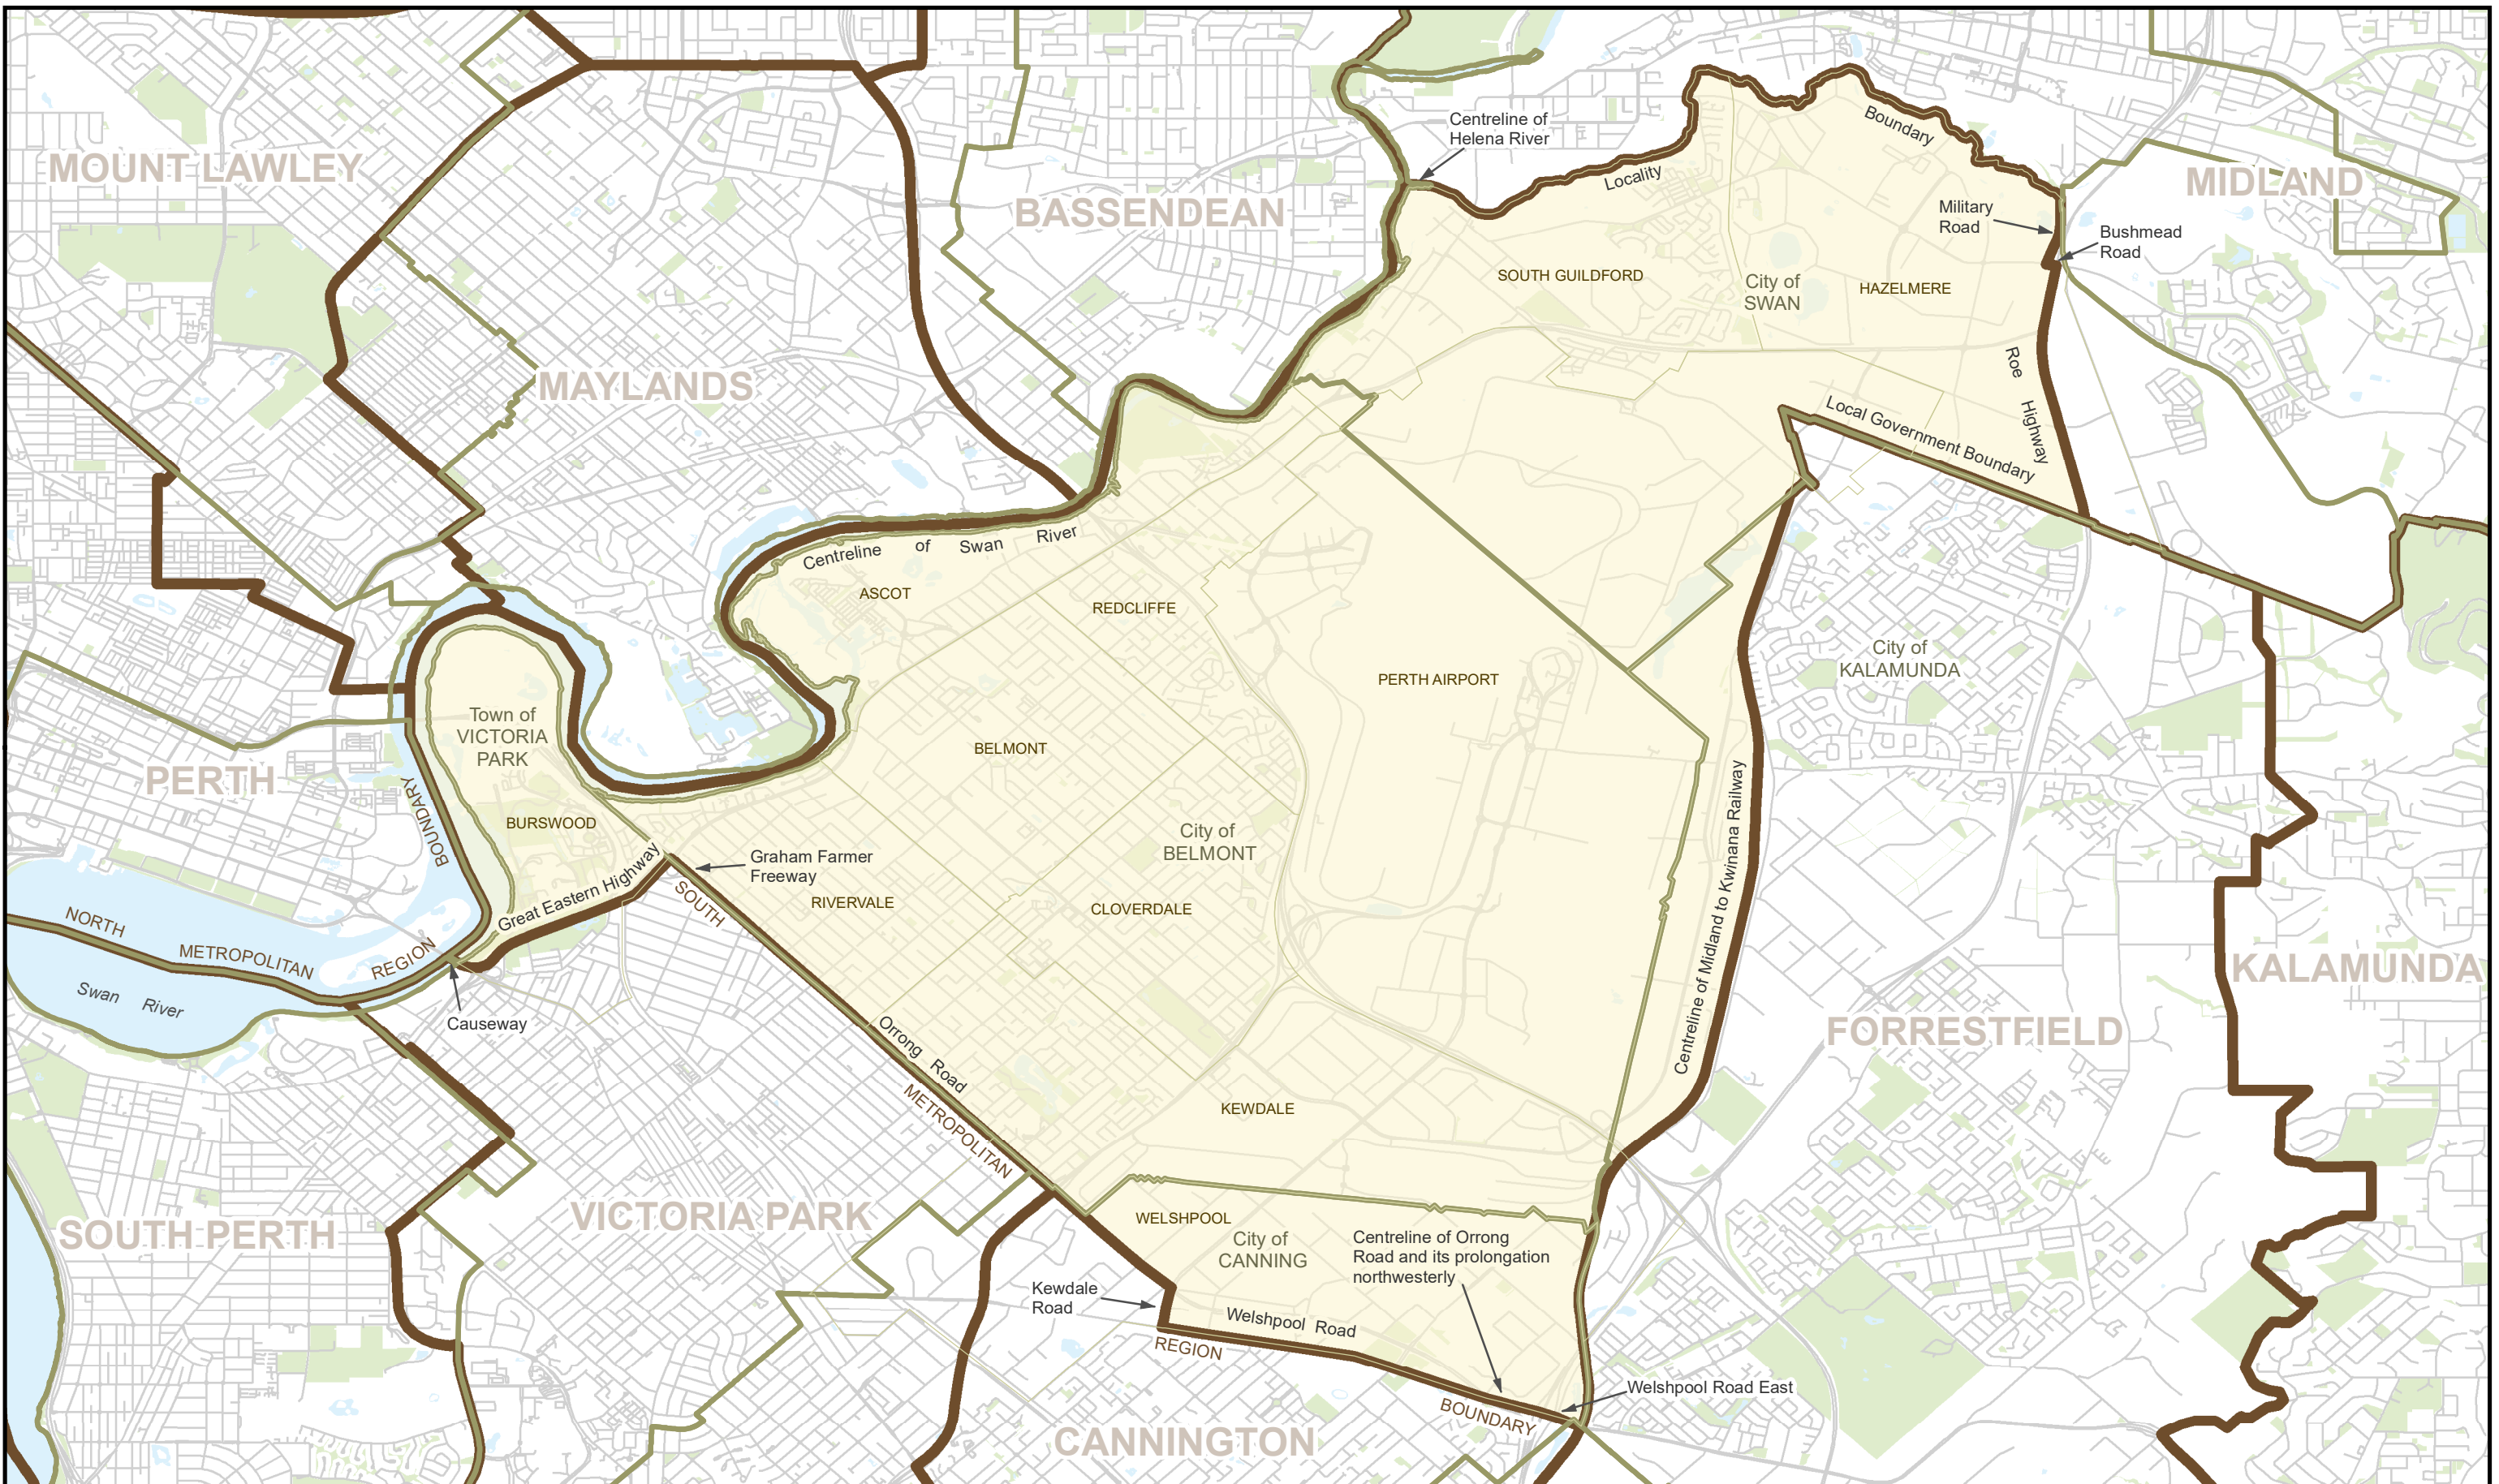 Centreline of
Helena River
Boundary
MOUNT LAWLEY
Locality
MIDLAND
BASSENDEAN
Military
Road
Bushmead
Road
SOUTH GUILDFORD
City of
SWAN
HAZELMERE
Roe
Highway
MAYLANDS
Local Government Boundary
Centreline of Swan River
ASCOT
REDCLIFFE
City of
KALAMUNDA
PERTH AIRPORT
Town of
VICTORIA
PARK
BELMONT
PERTH
BOUNDARY
BURSWOOD
City of
BELMONT
Centreline of Midland to Kwinana Railway
Great Eastern Highway
Graham Farmer
Freeway
SOUTH
RIVERVALE
CLOVERDALE
NORTH
METROPOLITAN
REGION
KALAMUNDA
Swan River
Causeway
FORRESTFIELD
Orrong Road
METROPOLITAN
KEWDALE
VICTORIA PARK
SOUTH PERTH
WELSHPOOL
City of
CANNING
Centreline of Orrong
Road and its prolongation
northwesterly
Kewdale
Road
Welshpool Road
REGION
Welshpool Road East
BOUNDARY
CANNINGTON